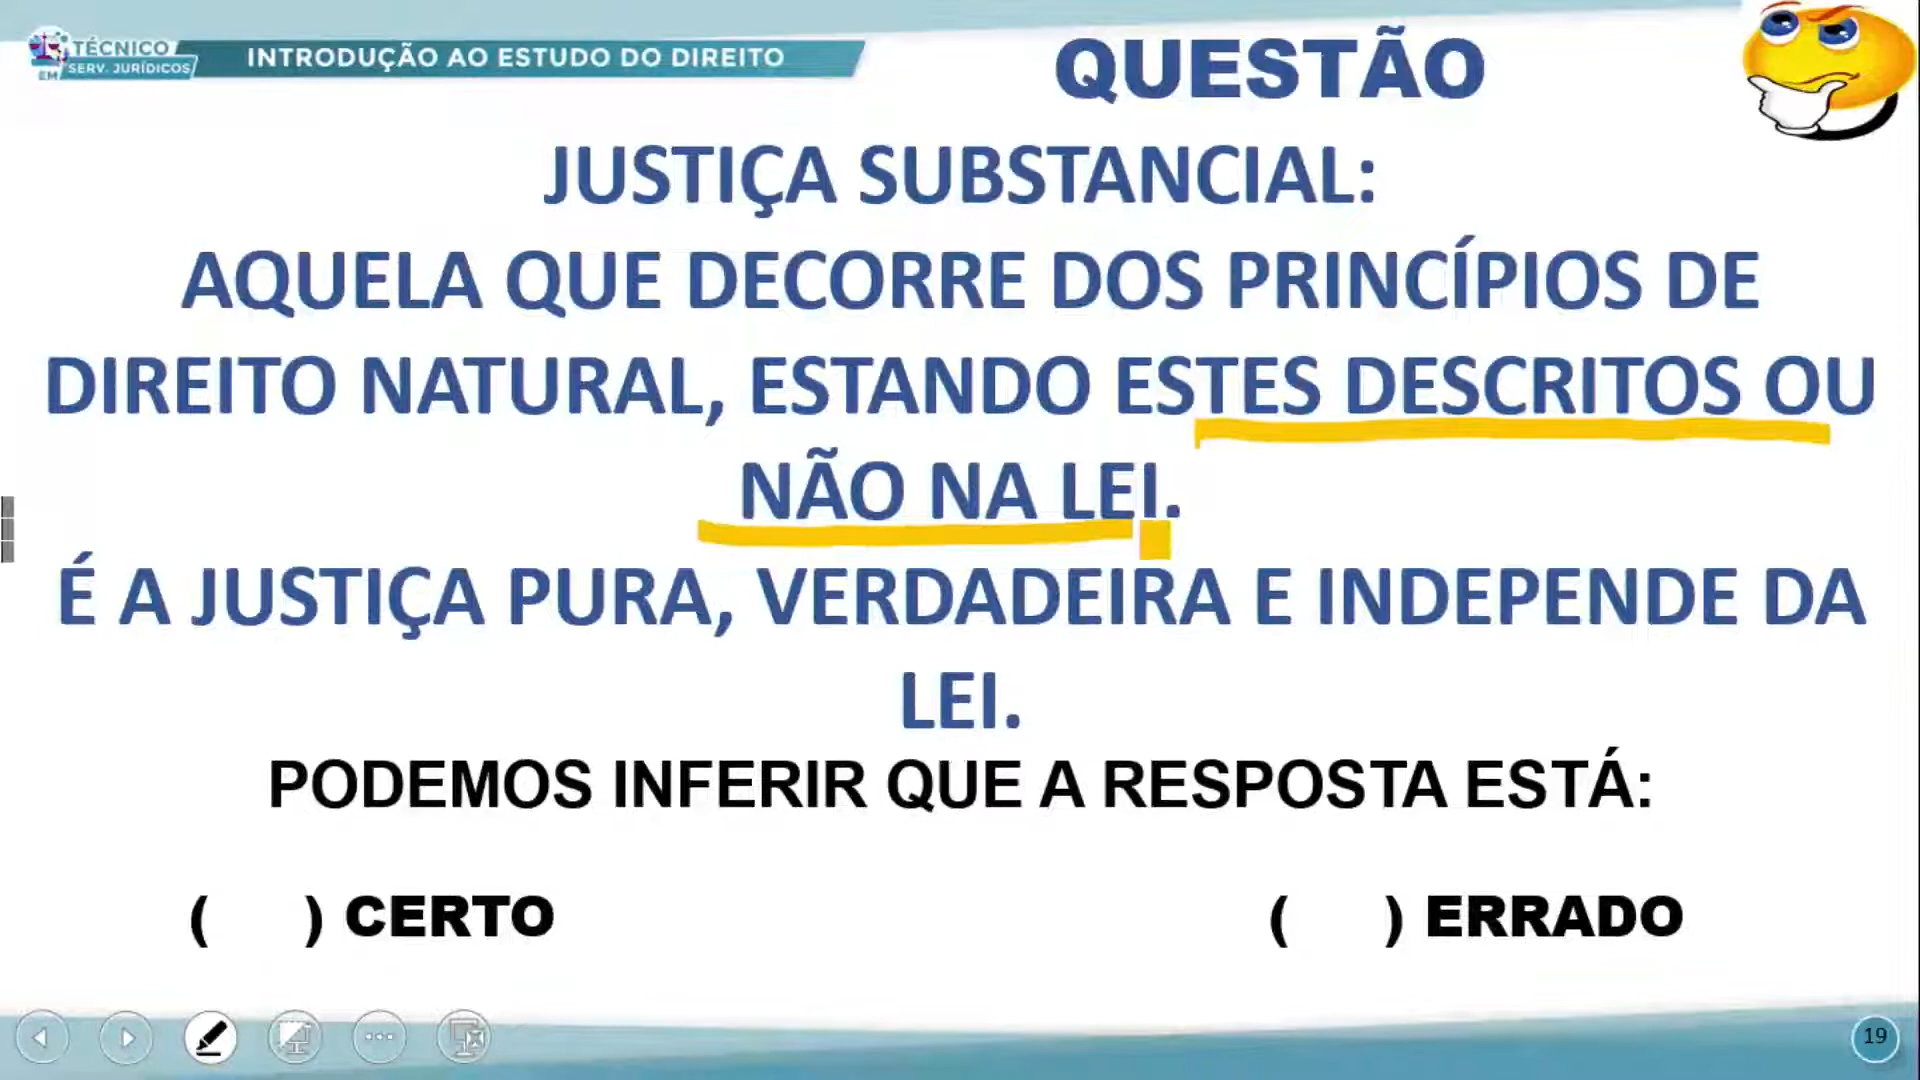 TÉCNICO
EM SERV. JURÍDICOS
INTRODUÇÃO AO ESTUDO DO DIREITO
QUESTÃO
JUSTIÇA SUBSTANCIAL:
AQUELA QUE DECORRE DOS PRINCÍPIOS DE
DIREITO NATURAL, ESTANDO ESTES DESCRITOS OU
NÃO NA LEI.
É A JUSTIÇA PURA, VERDADEIRA E INDEPENDE DA
LEI.
PODEMOS INFERIR QUE A RESPOSTA ESTÁ:
(     ) CERTO
(     ) ERRADO
19